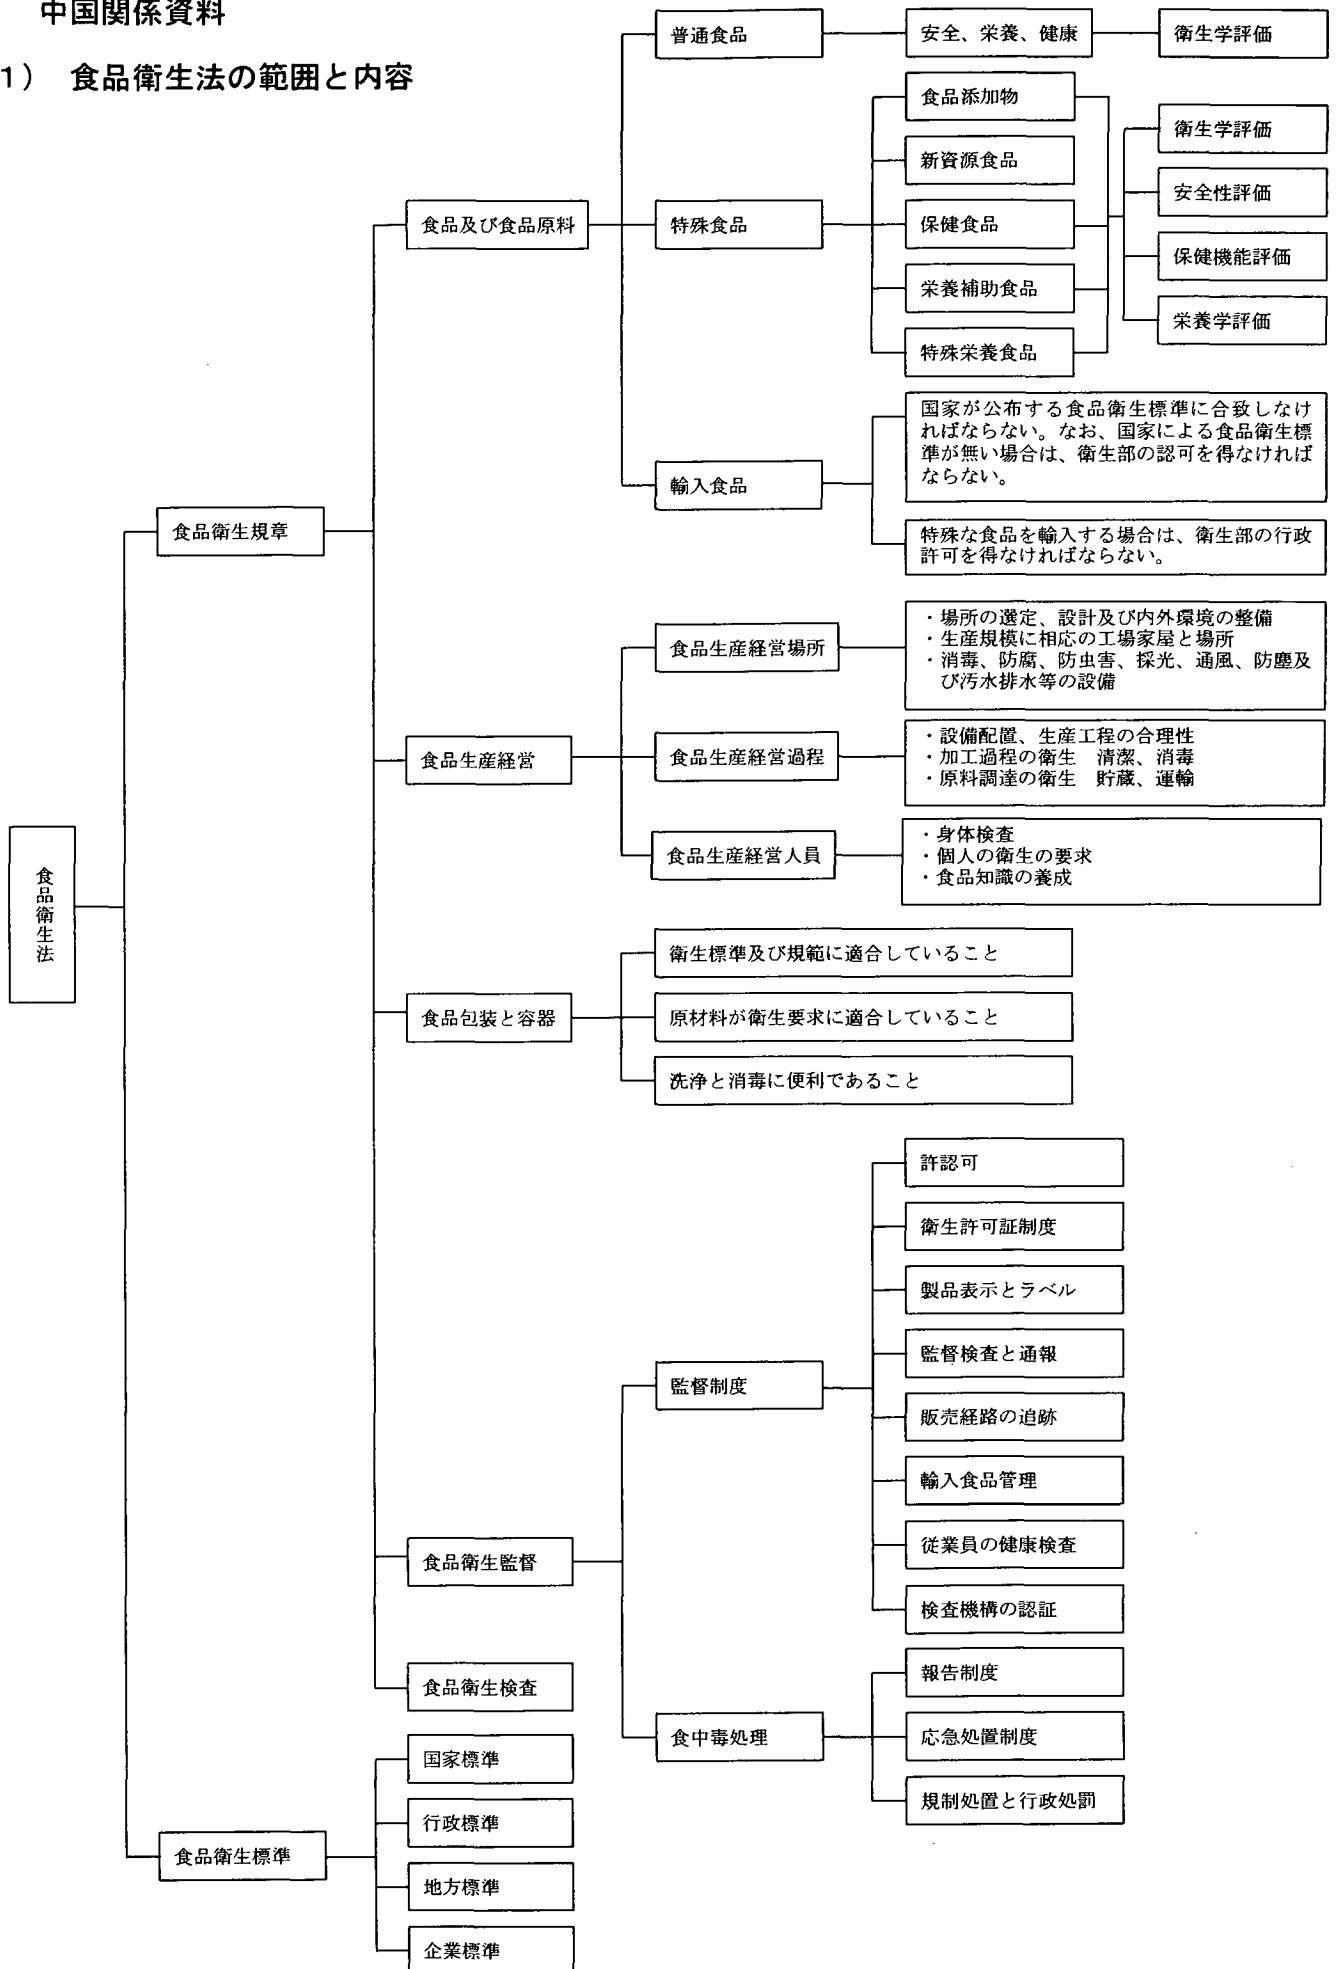 中国関係資料
1） 食品衛生法の範囲と内容
食品衛生法
食品衛生規章
食品及び食品原料
普通食品
安全、栄養、健康
衛生学評価
特殊食品
食品添加物
新資源食品
保健食品
栄養補助食品
特殊栄養食品
衛生学評価
安全性評価
保健機能評価
栄養学評価
輸入食品
国家が公布する食品衛生標準に合致しなけ
ればならない。なお、国家による食品衛生標
準が無い場合は、衛生部の認可を得なければ
ならない。
特殊な食品を輸入する場合は、衛生部の行政
許可を得なければならない。
食品生産経営
食品生産経営場所
・場所の選定、設計及び内外環境の整備
・生産規模に相応の工場家屋と場所
・消毒、防腐、防虫害、採光、通風、防塵及
び汚水排水等の設備
食品生産経営過程
・設備配置、生産工程の合理性
・加工過程の衛生　清潔、消毒
・原料調達の衛生　貯蔵、運輸
食品生産経営人員
・身体検査
・個人の衛生の要求
・食品知識の養成
食品包装と容器
衛生標準及び規範に適合していること
原材料が衛生要求に適合していること
洗浄と消毒に便利であること
食品衛生監督
監督制度
許認可
衛生許可証制度
製品表示とラベル
監督検査と通報
販売経路の追跡
輸入食品管理
従業員の健康検査
検査機構の認証
食中毒処理
報告制度
応急処置制度
規制処置と行政処罰
食品衛生検査
食品衛生標準
国家標準
行政標準
地方標準
企業標準